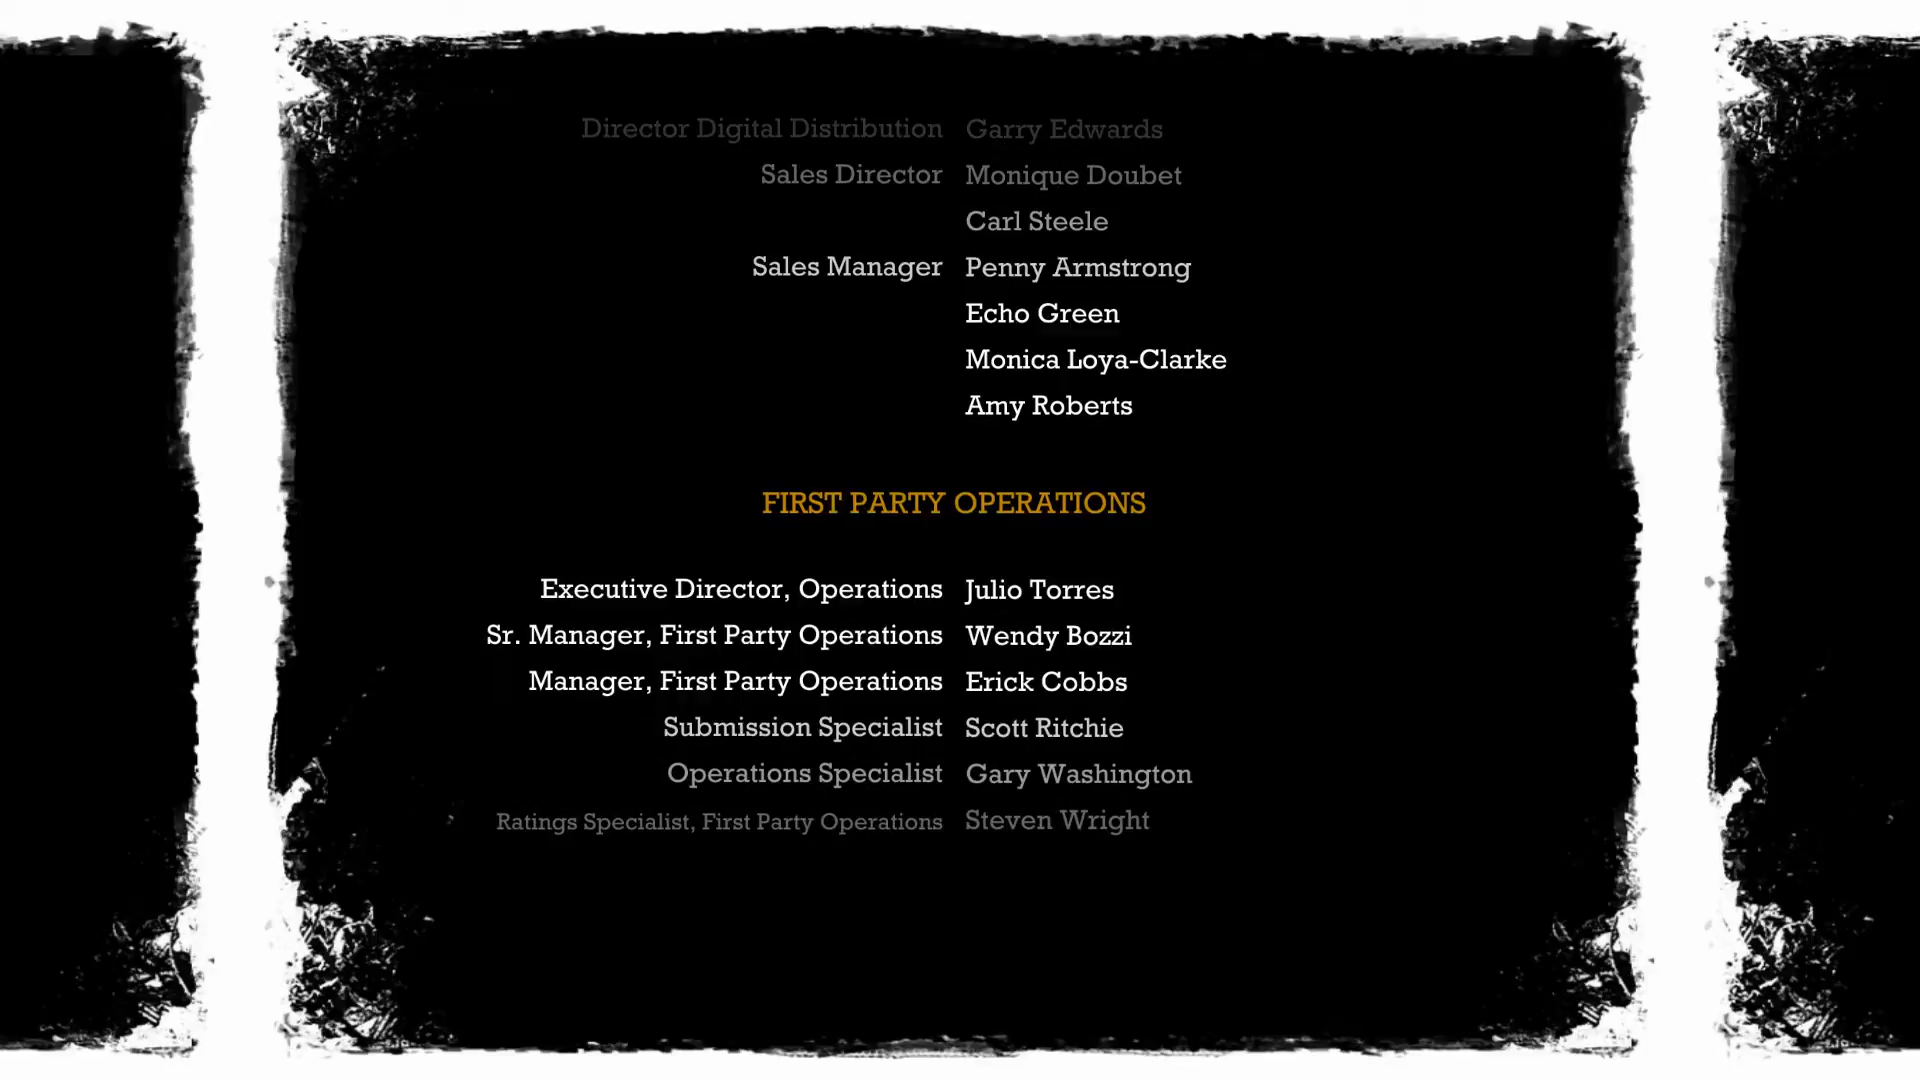 Director Digital Distribution Garry Edwards
Sales Director Monique Doubet
Carl Steele
Sales Manager Penny Armstrong
Echo Green
Monica Loya-Clarke
Amy Roberts
FIRST PARTY OPERATIONS
Executive Director, Operations Julio Torres
Sr. Manager, First Party Operations Wendy Bozzi
Manager, First Party Operations Erick Cobbs
Submission Specialist Scott Ritchie
Operations Specialist Gary Washington
Ratings Specialist, First Party Operations Steven Wright